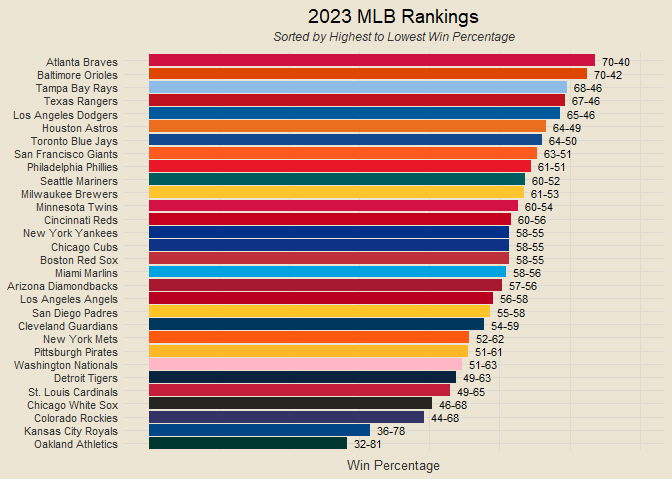 2023 MLB Rankings
Sorted by Highest to Lowest Win Percentage
Atlanta Braves 70-40
Baltimore Orioles 70-42
Tampa Bay Rays 68-46
Texas Rangers 67-46
Los Angeles Dodgers 65-46
Houston Astros 64-49
Toronto Blue Jays 64-50
San Francisco Giants 63-51
Philadelphia Phillies 61-51
Seattle Mariners 60-52
Milwaukee Brewers 61-53
Minnesota Twins 60-54
Cincinnati Reds 60-56
New York Yankees 58-55
Chicago Cubs 58-55
Boston Red Sox 58-55
Miami Marlins 58-56
Arizona Diamondbacks 57-56
Los Angeles Angels 56-58
San Diego Padres 55-58
Cleveland Guardians 54-59
New York Mets 52-62
Pittsburgh Pirates 51-61
Washington Nationals 51-63
Detroit Tigers 49-63
St. Louis Cardinals 49-65
Chicago White Sox 46-68
Colorado Rockies 44-68
Kansas City Royals 36-78
Oakland Athletics 32-81
Win Percentage